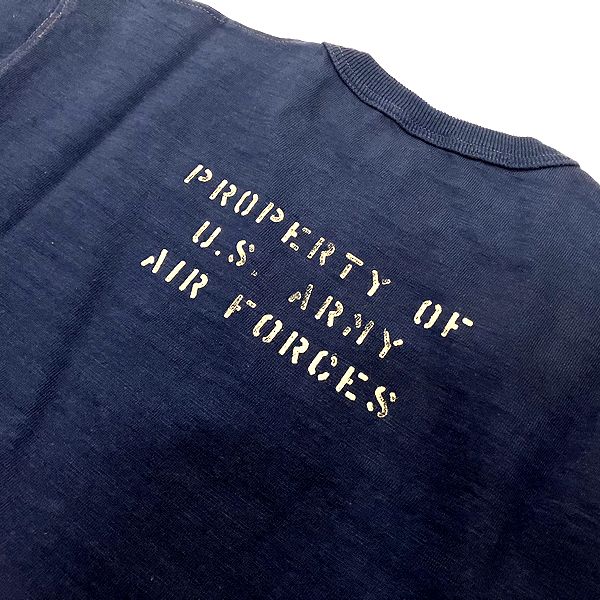 PROPERTY OF
U.S. ARMY
AIR FORCES